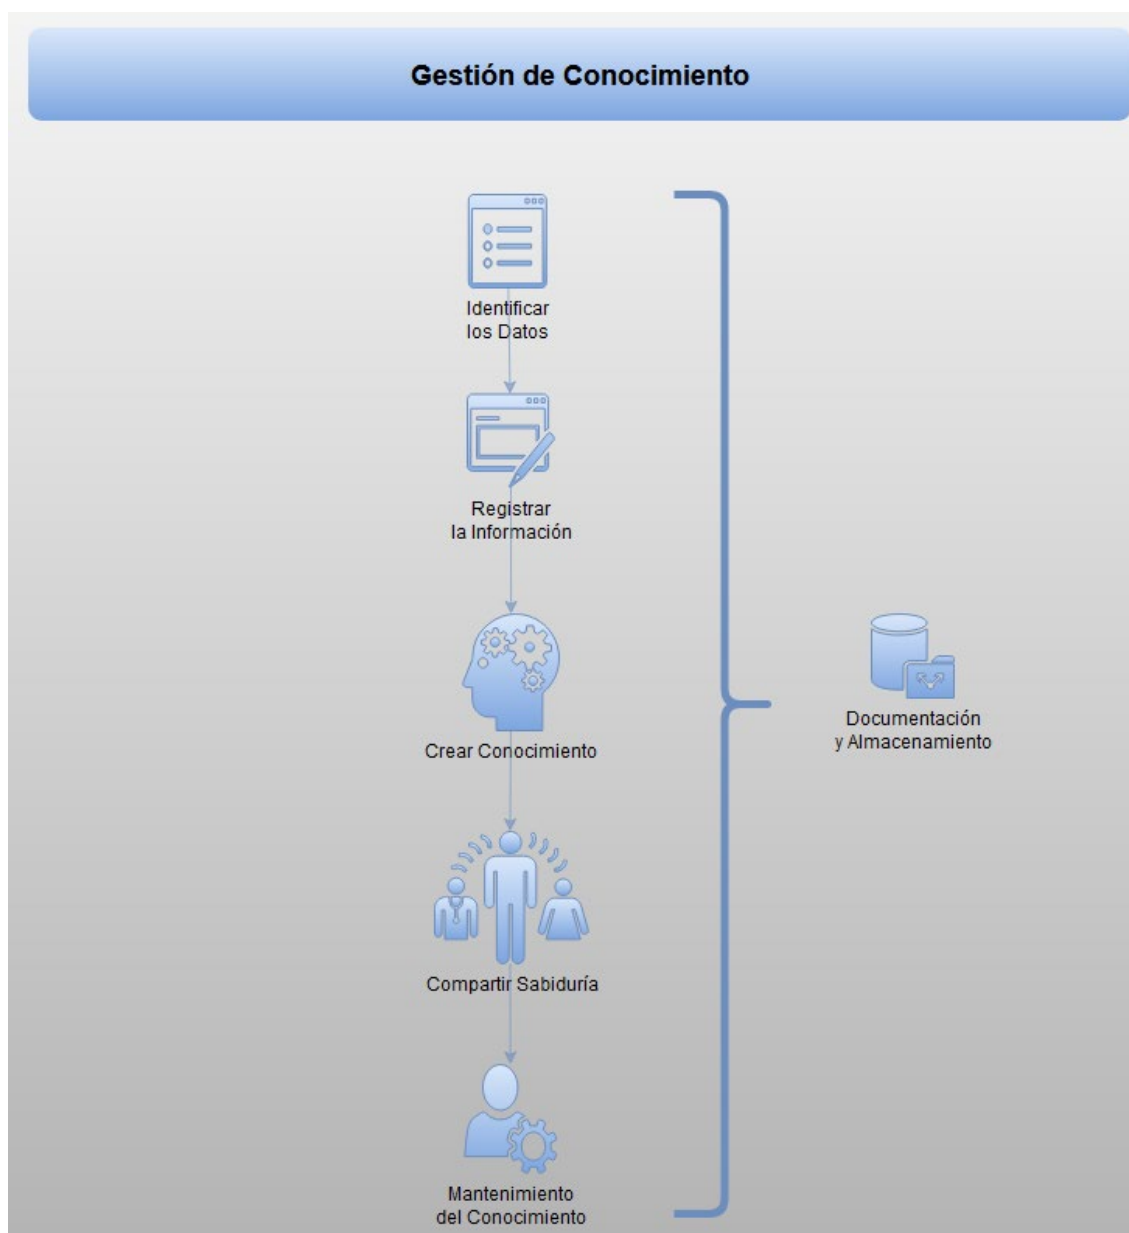 Gestión de Conocimiento
Identificar
los Datos
Registrar
la Información
Crear Conocimiento
Documentación
y Almacenamiento
Compartir Sabiduría
Mantenimiento
del Conocimiento